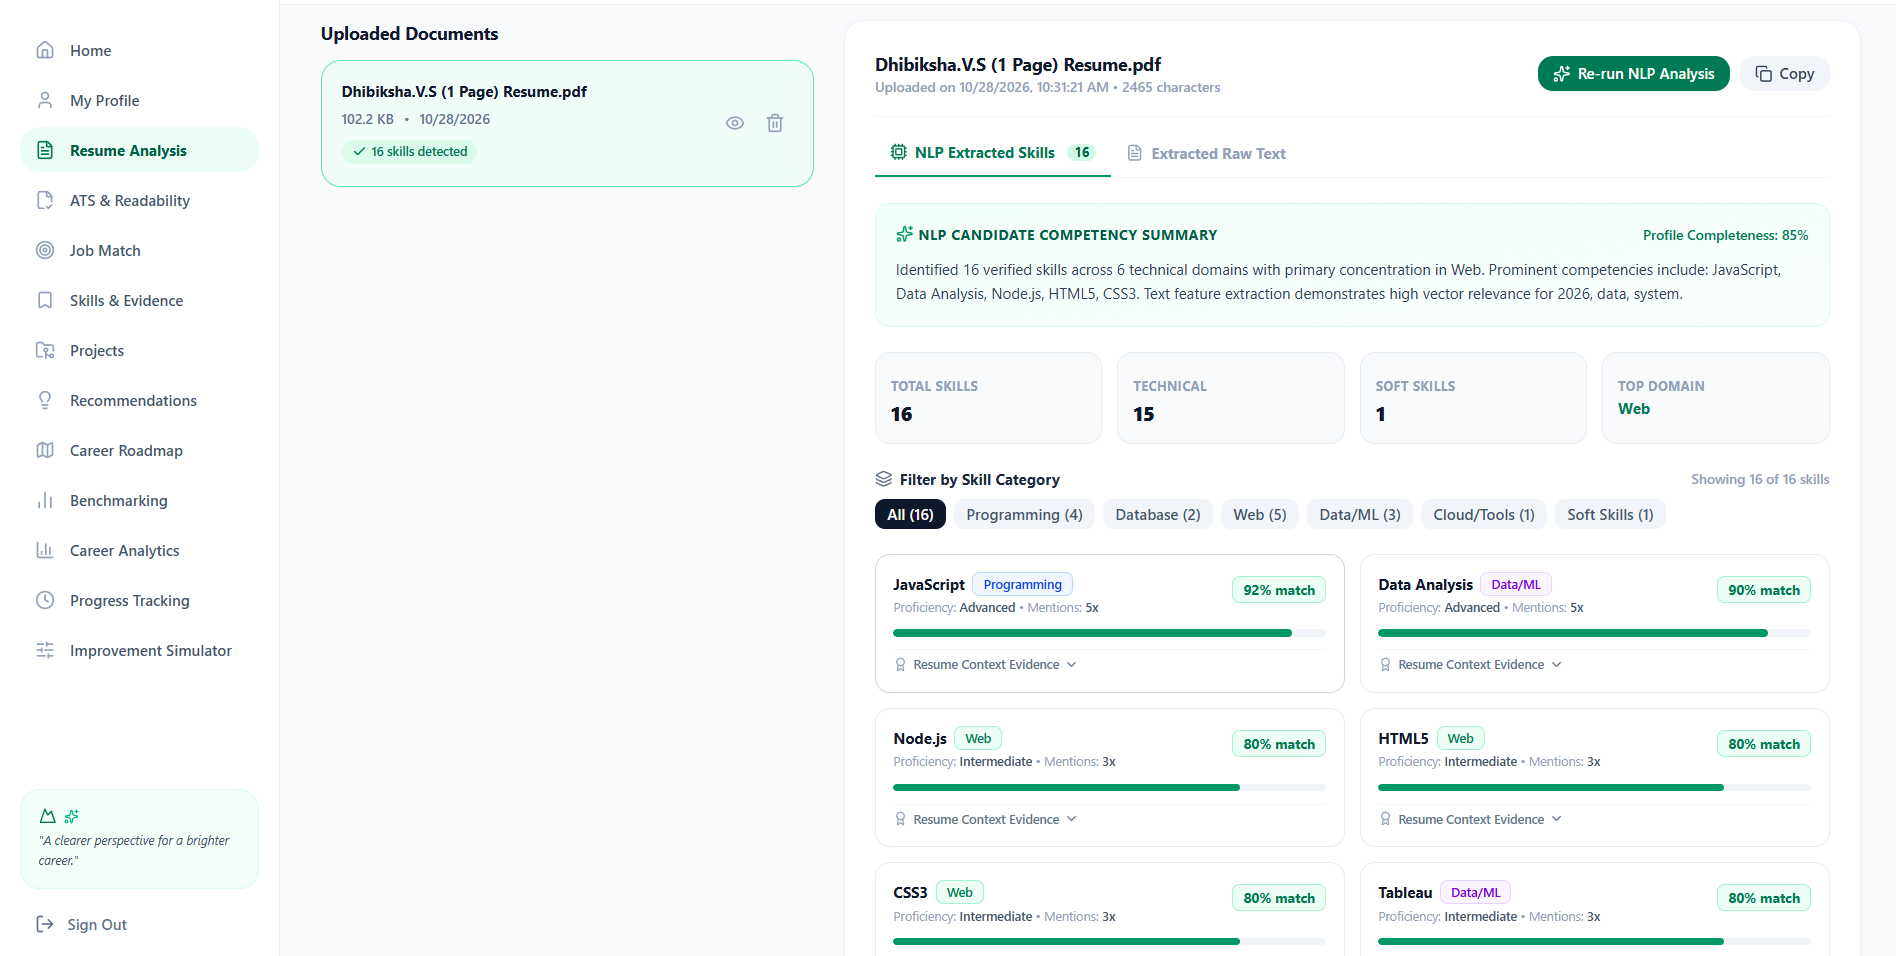 Home
My Profile
Resume Analysis
ATS & Readability
Job Match
Skills & Evidence
Projects
Recommendations
Career Roadmap
Benchmarking
Career Analytics
Progress Tracking
Improvement Simulator
"A clearer perspective for a brighter
career."
Sign Out
Uploaded Documents
Dhibiksha.V.S (1 Page) Resume.pdf
102.2 KB • 10/28/2026
16 skills detected
Dhibiksha.V.S (1 Page) Resume.pdf
Uploaded on 10/28/2026, 10:31:21 AM • 2465 characters
Re-run NLP Analysis
Copy
NLP Extracted Skills 16
Extracted Raw Text
NLP CANDIDATE COMPETENCY SUMMARY
Profile Completeness: 85%
Identified 16 verified skills across 6 technical domains with primary concentration in Web. Prominent competencies include: JavaScript,
Data Analysis, Node.js, HTML5, CSS3. Text feature extraction demonstrates high vector relevance for 2026, data, system.
TOTAL SKILLS
16
TECHNICAL
15
SOFT SKILLS
1
TOP DOMAIN
Web
Filter by Skill Category
Showing 16 of 16 skills
All (16)
Programming (4)
Database (2)
Web (5)
Data/ML (3)
Cloud/Tools (1)
Soft Skills (1)
JavaScript Programming
92% match
Proficiency: Advanced • Mentions: 5x
Resume Context Evidence
Data Analysis Data/ML
90% match
Proficiency: Advanced • Mentions: 5x
Resume Context Evidence
Node.js Web
80% match
Proficiency: Intermediate • Mentions: 3x
Resume Context Evidence
HTML5 Web
80% match
Proficiency: Intermediate • Mentions: 3x
Resume Context Evidence
CSS3 Web
80% match
Proficiency: Intermediate • Mentions: 3x
Tableau Data/ML
80% match
Proficiency: Intermediate • Mentions: 3x